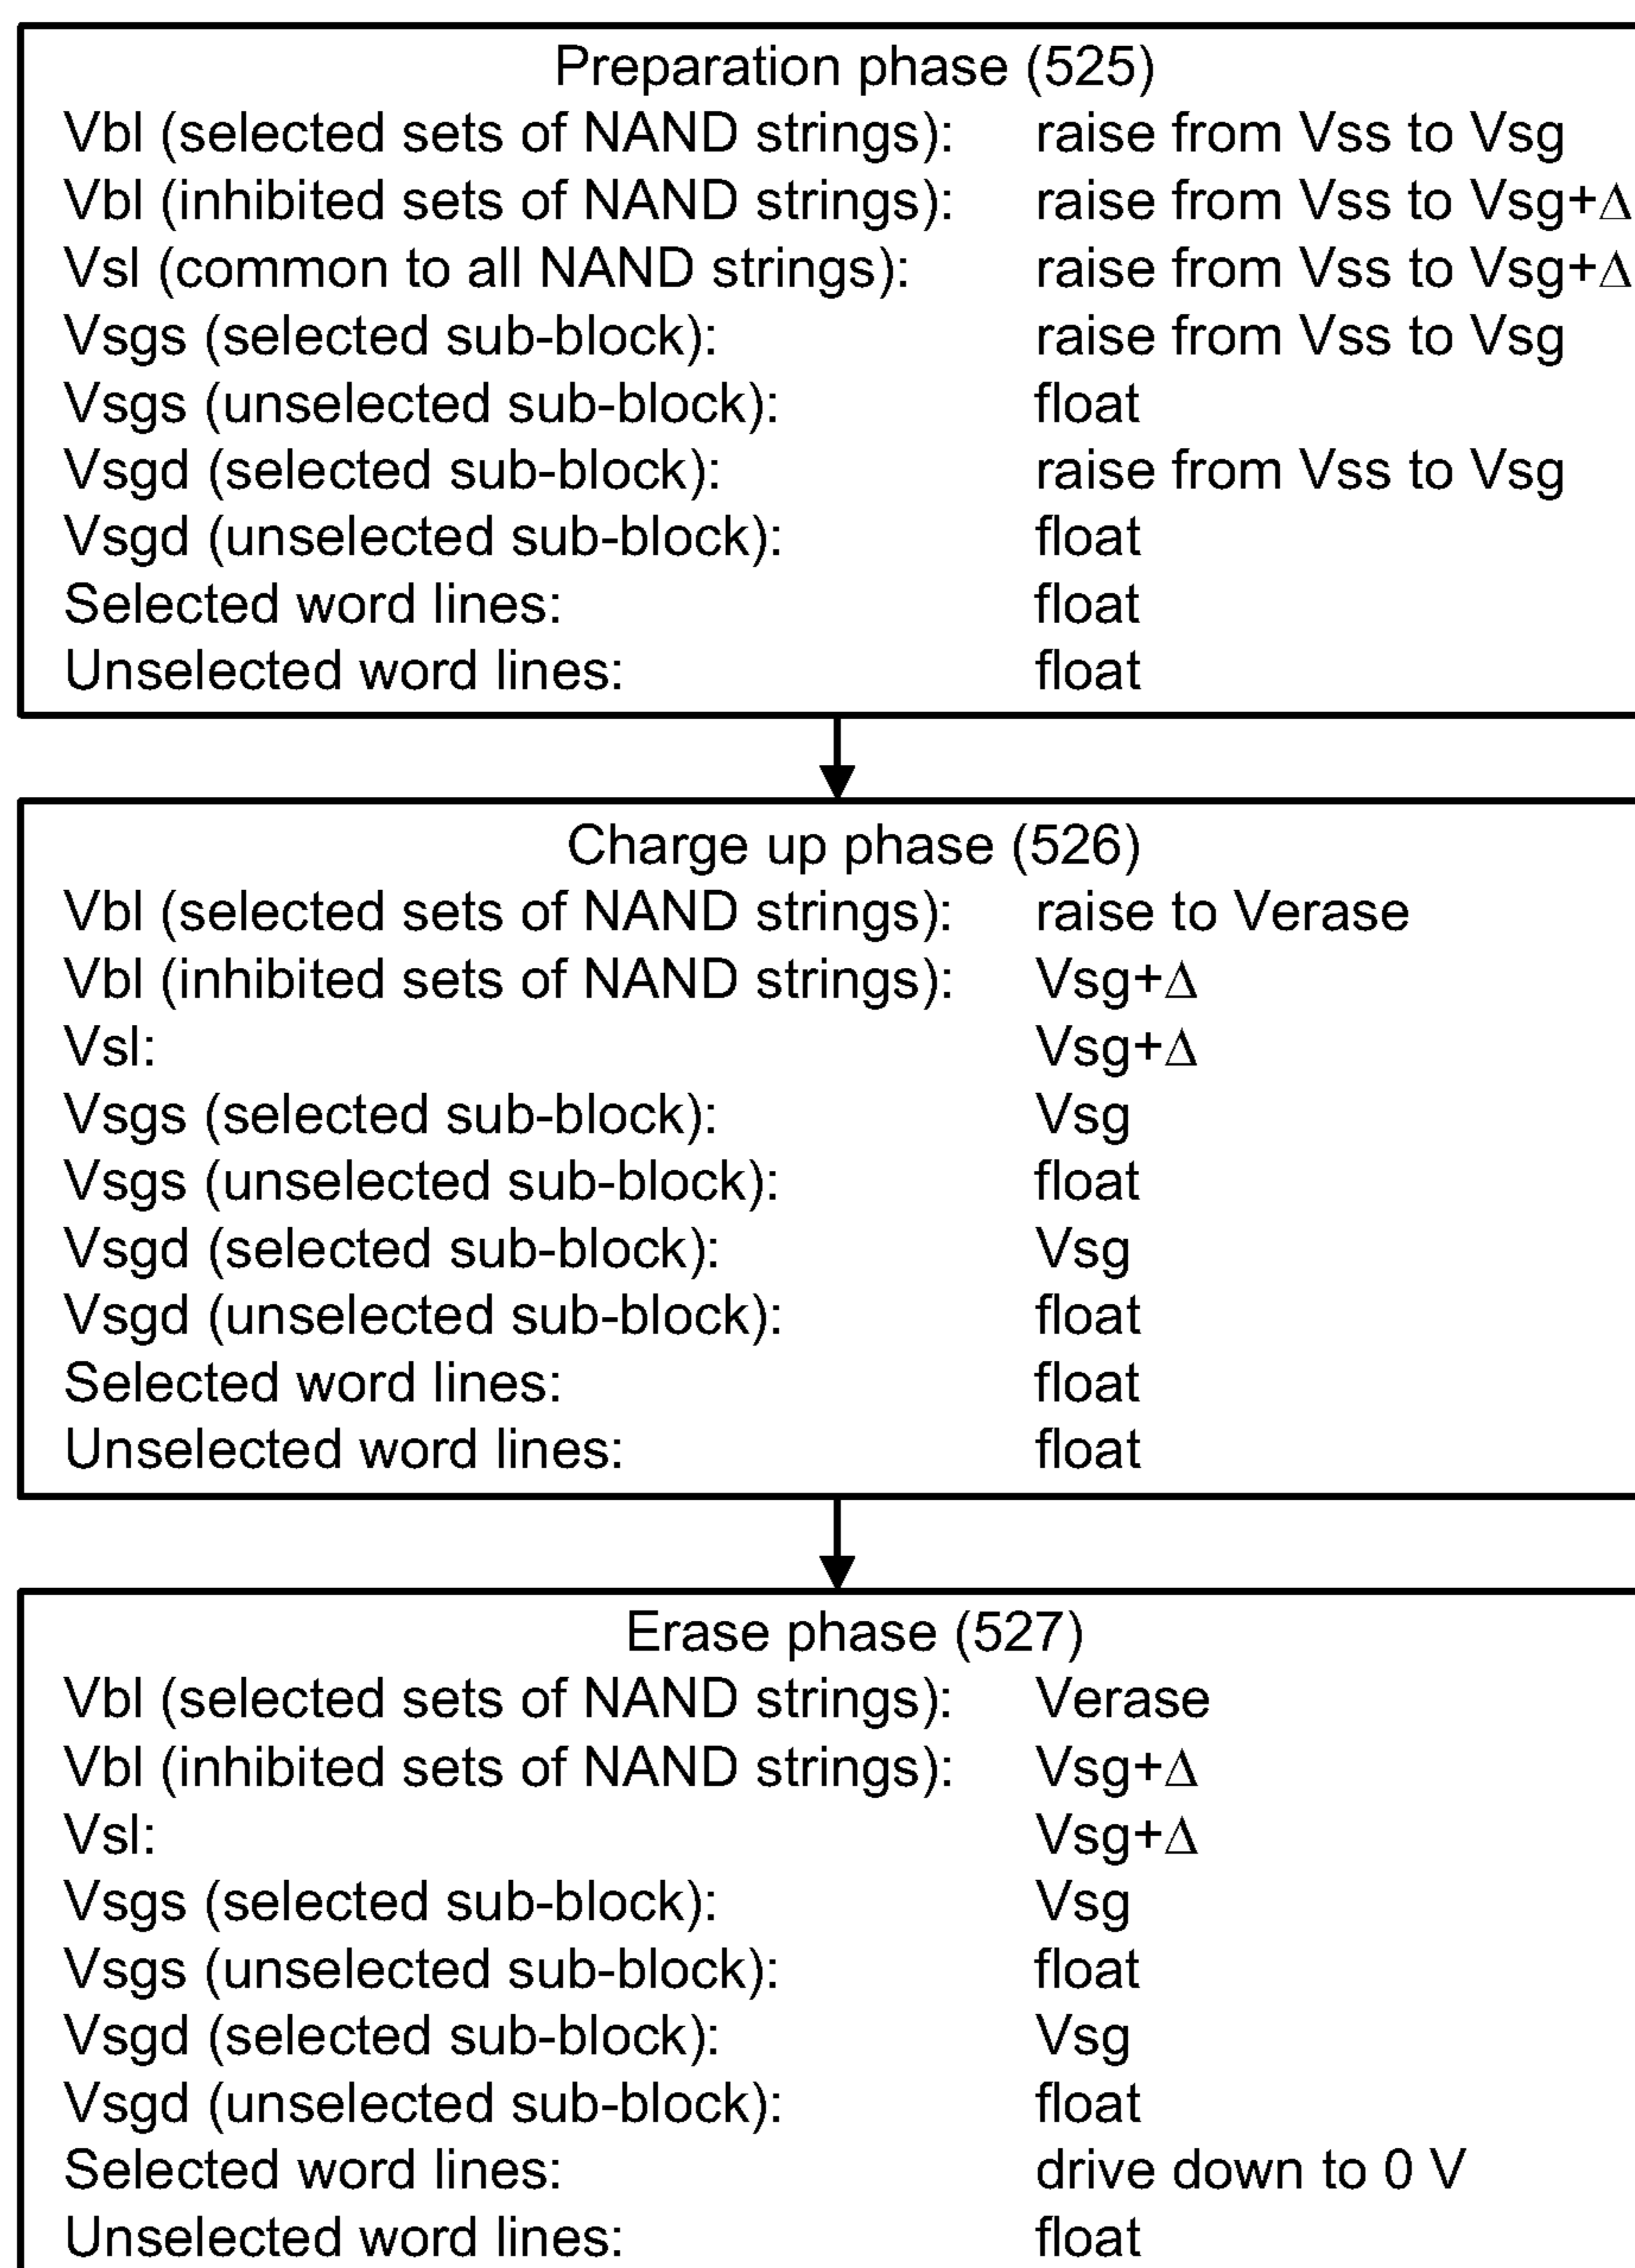 Preparation phase (525)
Vbl (selected sets of NAND strings): raise from Vss to Vsg
Vbl (inhibited sets of NAND strings): raise from Vss to Vsg+Δ
Vsl (common to all NAND strings): raise from Vss to Vsg+Δ
Vsgs (selected sub-block): raise from Vss to Vsg
Vsgs (unselected sub-block): float
Vsgd (selected sub-block): raise from Vss to Vsg
Vsgd (unselected sub-block): float
Selected word lines: float
Unselected word lines: float
Charge up phase (526)
Vbl (selected sets of NAND strings): raise to Verase
Vbl (inhibited sets of NAND strings): Vsg+Δ
Vsl: Vsg+Δ
Vsgs (selected sub-block): Vsg
Vsgs (unselected sub-block): float
Vsgd (selected sub-block): Vsg
Vsgd (unselected sub-block): float
Selected word lines: float
Unselected word lines: float
Erase phase (527)
Vbl (selected sets of NAND strings): Verase
Vbl (inhibited sets of NAND strings): Vsg+Δ
Vsl: Vsg+Δ
Vsgs (selected sub-block): Vsg
Vsgs (unselected sub-block): float
Vsgd (selected sub-block): Vsg
Vsgd (unselected sub-block): float
Selected word lines: drive down to 0 V
Unselected word lines: float